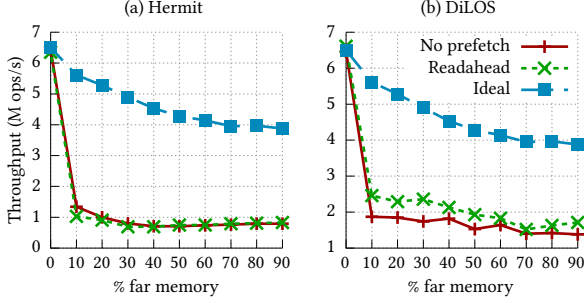 (a) Hermit
Throughput (M ops/s)
7
6
5
4
3
2
1
0
0 10 20 30 40 50 60 70 80 90
% far memory
(b) DiLOS
No prefetch
Readahead
Ideal
7
6
5
4
3
2
1
0 10 20 30 40 50 60 70 80 90
% far memory